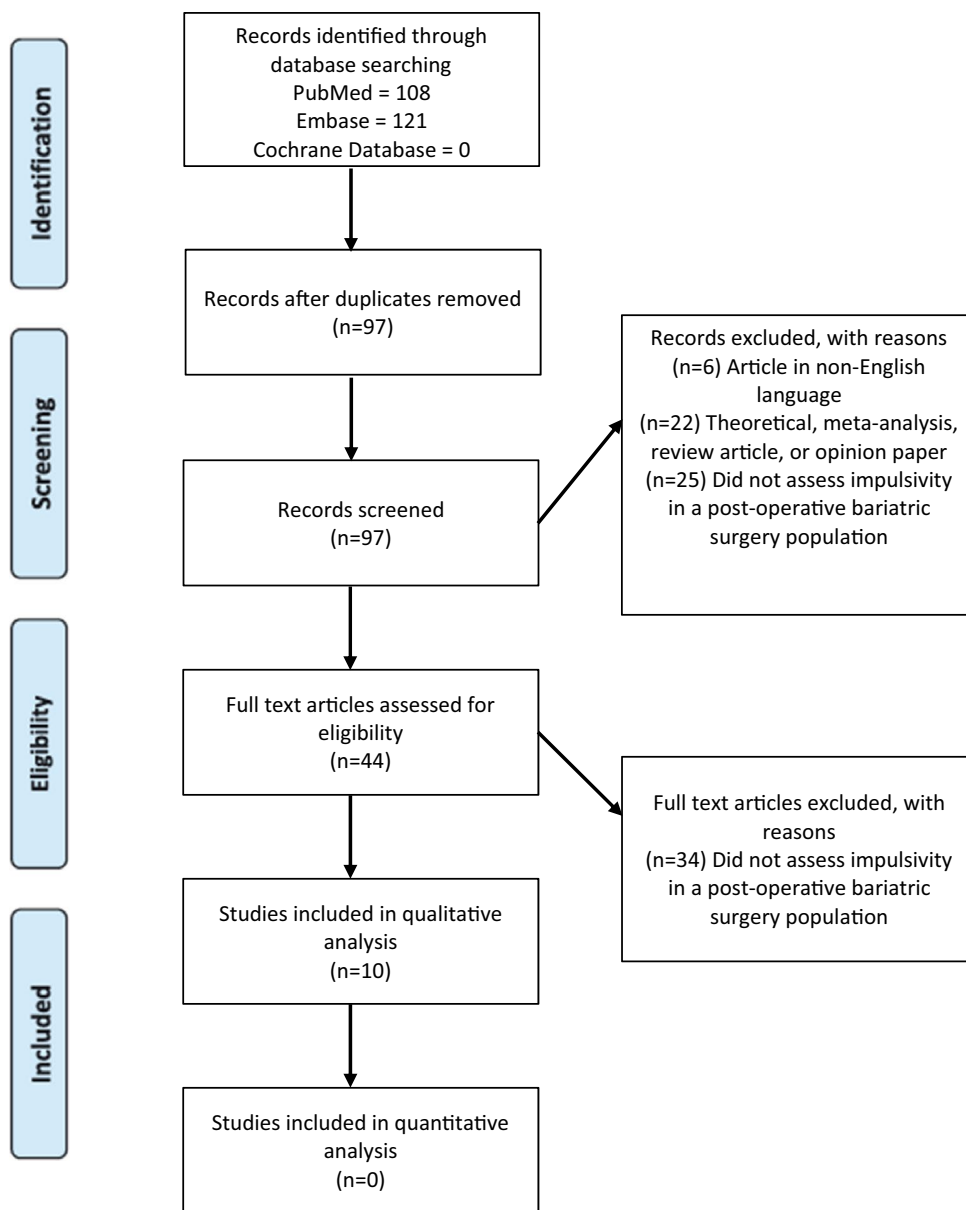 Identification
Records identified through
database searching
PubMed = 108
Embase = 121
Cochrane Database = 0
Records after duplicates removed
(n=97)
Screening
Records screened
(n=97)
Records excluded, with reasons
(n=6) Article in non-English
language
(n=22) Theoretical, meta-analysis,
review article, or opinion paper
(n=25) Did not assess impulsivity
in a post-operative bariatric
surgery population
Eligibility
Full text articles assessed for
eligibility
(n=44)
Full text articles excluded, with
reasons
(n=34) Did not assess impulsivity
in a post-operative bariatric
surgery population
Included
Studies included in qualitative
analysis
(n=10)
Studies included in quantitative
analysis
(n=0)